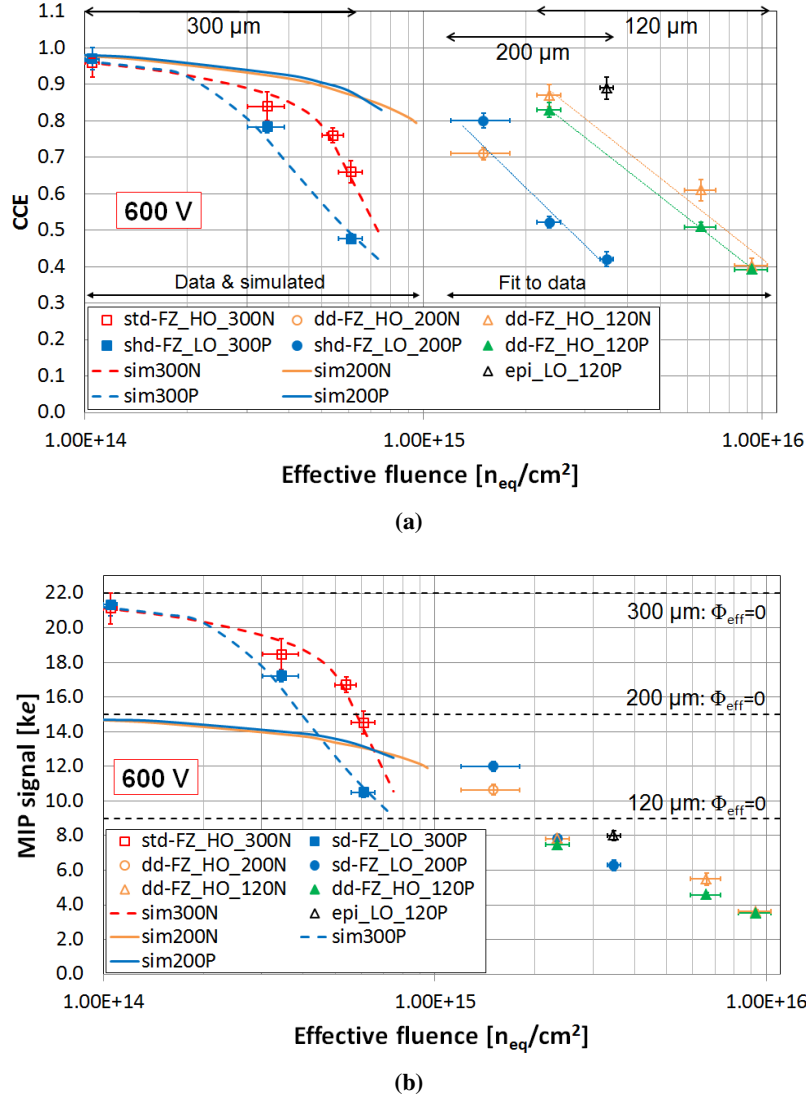 1.1
1.0
0.9
0.8
0.7
0.6
0.5
0.4
0.3
0.2
0.1
0.0
CCE
300 µm
120 µm
200 µm
600 V
Data & simulated
Fit to data
std-FZ_HO_300N
dd-FZ_HO_200N
dd-FZ_HO_120N
shd-FZ_LO_300P
shd-FZ_LO_200P
dd-FZ_HO_120P
sim300N
sim200N
epi_LO_120P
sim300P
sim200P
1.00E+14
1.00E+15
1.00E+16
Effective fluence [n_eq/cm²]
(a)
22.0
20.0
18.0
16.0
14.0
12.0
10.0
8.0
6.0
4.0
2.0
0.0
MIP signal [ke]
300 µm: Φ_eff=0
200 µm: Φ_eff=0
600 V
120 µm: Φ_eff=0
std-FZ_HO_300N
sd-FZ_LO_300P
dd-FZ_HO_200N
sd-FZ_LO_200P
dd-FZ_HO_120N
dd-FZ_HO_120P
sim300N
epi_LO_120P
sim200N
sim300P
sim200P
1.00E+14
1.00E+15
1.00E+16
Effective fluence [n_eq/cm²]
(b)